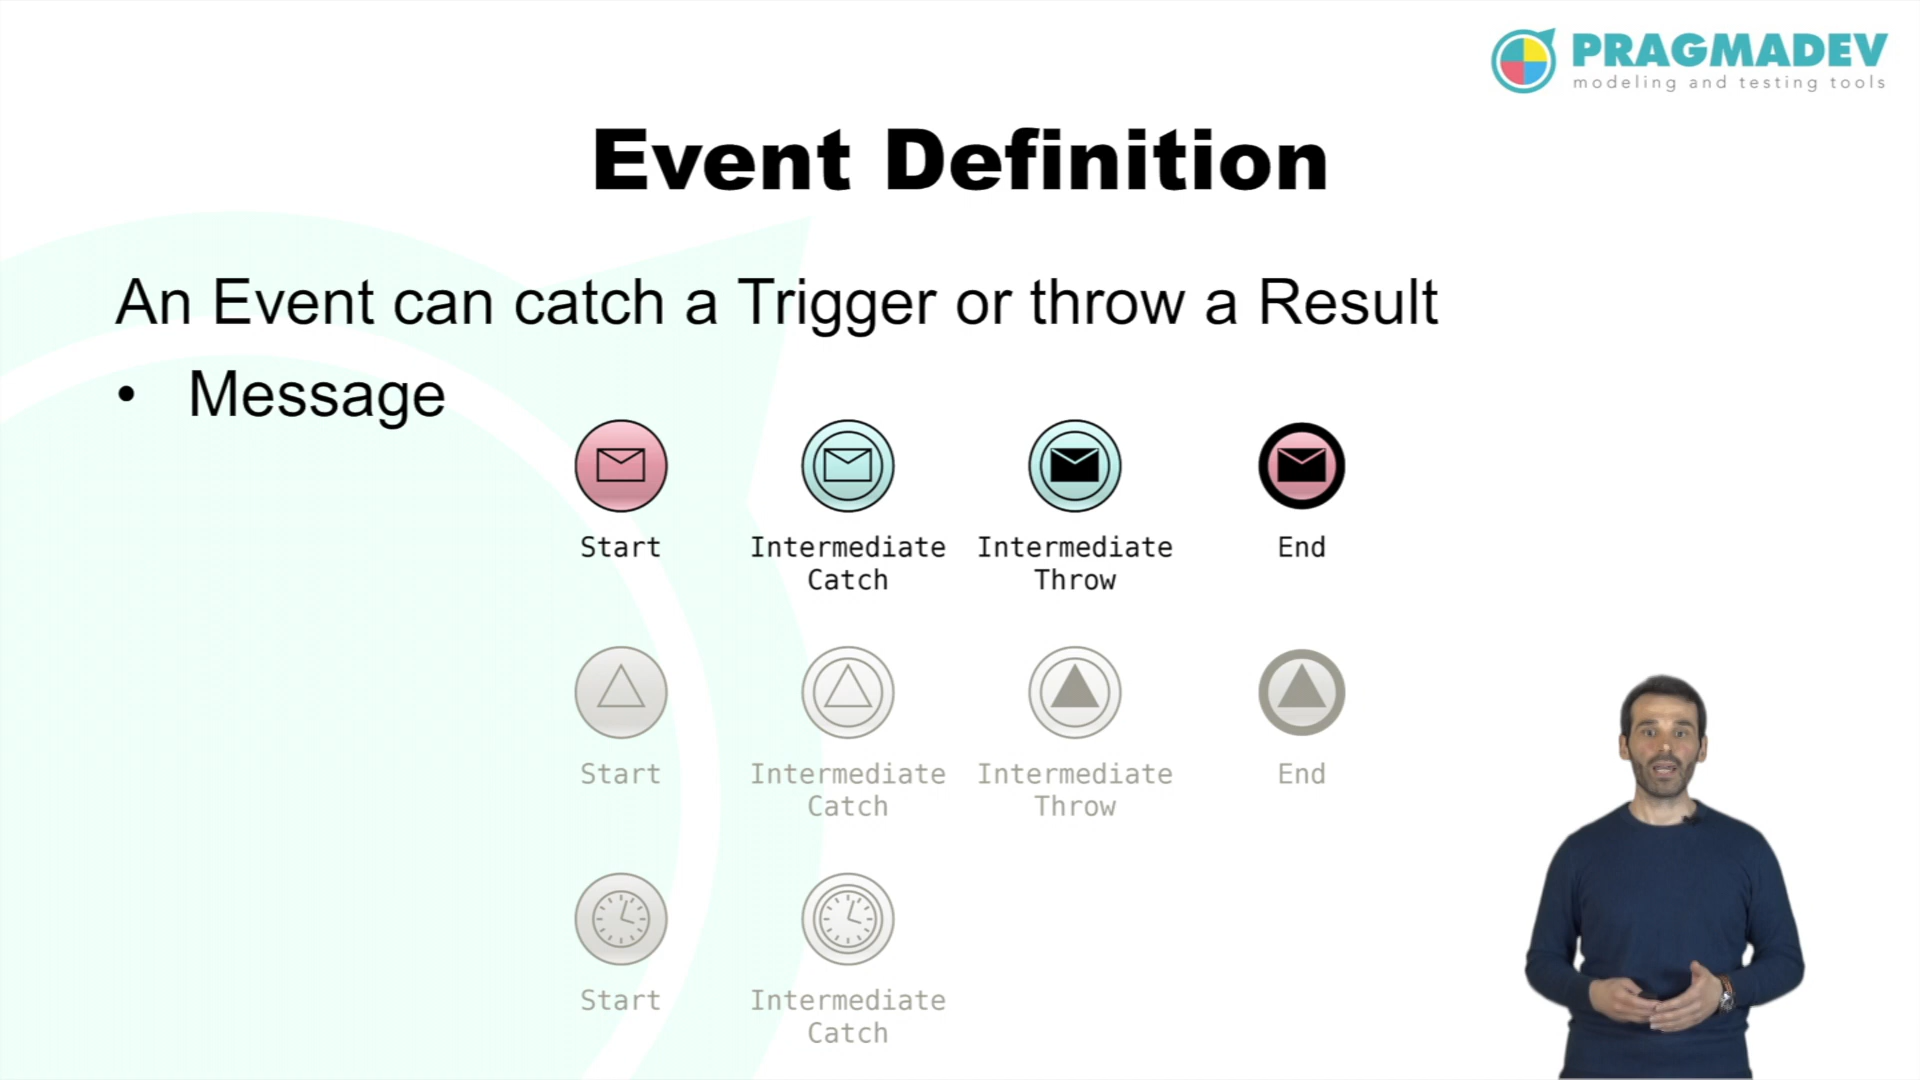 PRAGMADEV
modeling and testing tools
Event Definition
An Event can catch a Trigger or throw a Result
• Message
Start
Intermediate Catch
Intermediate Throw
End
Start
Intermediate Catch
Intermediate Throw
End
Start
Intermediate Catch